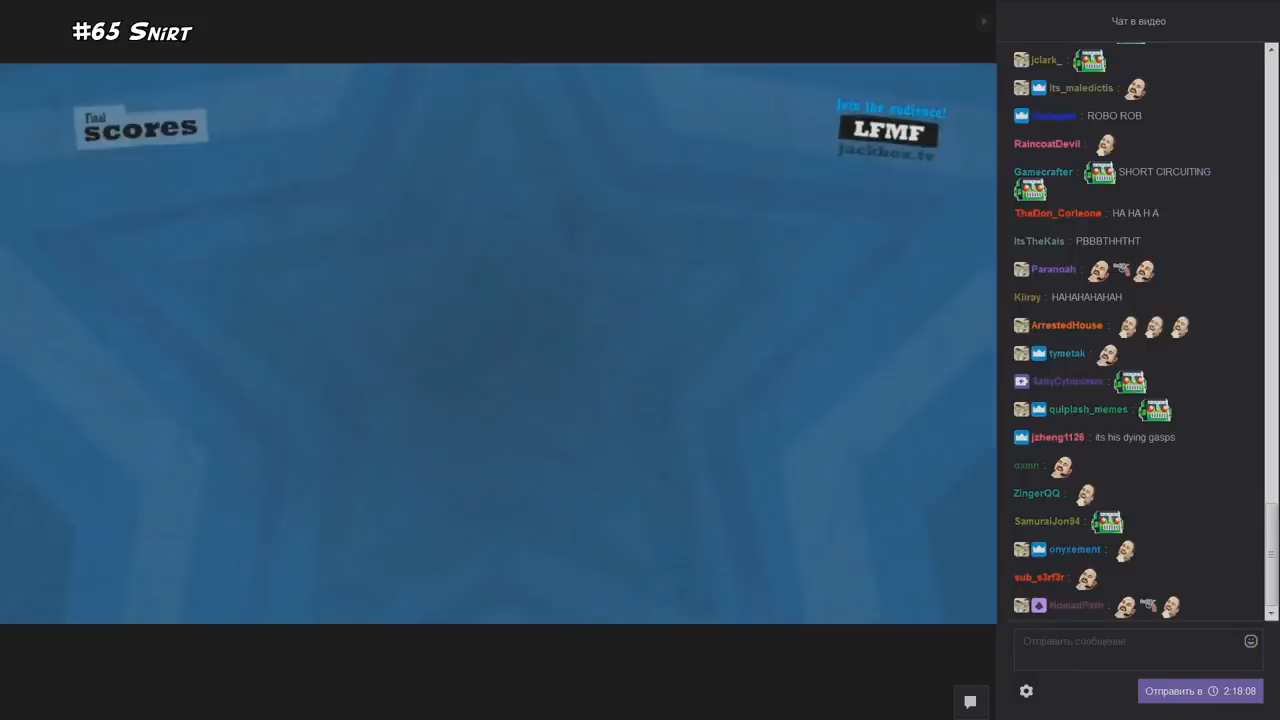 #65 Snirt
Final
scores
Join the audience!
LFMF
jackbox.tv
Чат в видео
jclark_ :
its_maledictis :
ROBO ROB
RaincoatDevil :
Gamecrafter : SHORT CIRCUITING
TheDon_Corleone : HA HA H A
ItsTheKais : PBBBTHHTHT
Paranoah :
Kiiray : HAHAHAHAHAH
ArrestedHouse :
tymetak :
SaltyCytoplasm :
quiplash_memes :
jzheng1126 : its his dying gasps
oxmn :
ZingerQQ :
SamuraiJon94 :
onyxement :
sub_s3rf3r :
Отправить сообщение
Отправить в 2:18:08